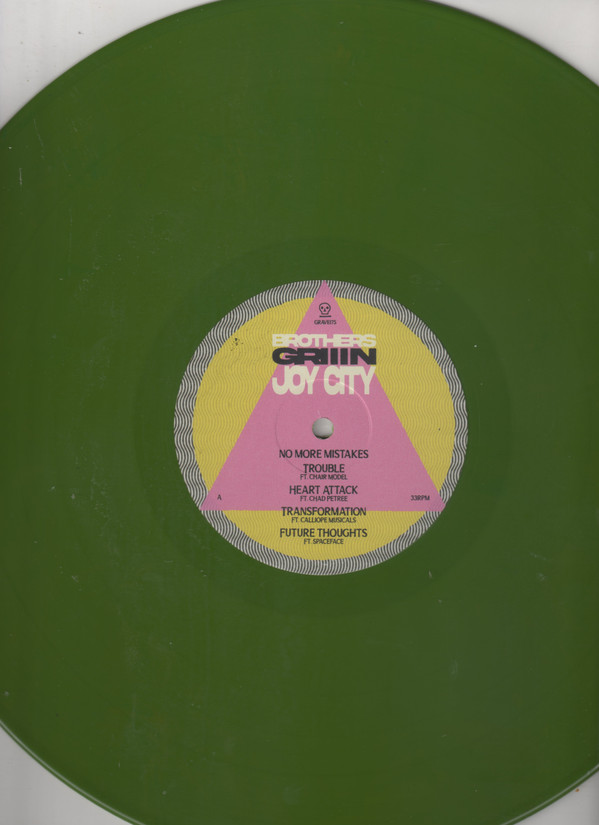 GRAV075
BROTHERS
GRIIIN
JOY CITY
NO MORE MISTAKES
TROUBLE
FT. CHAIR MODEL
HEART ATTACK
FT. CHAD PETREE
A
33RPM
TRANSFORMATION
FT. CALLIOPE MUSICALS
FUTURE THOUGHTS
FT. SPACEFACE